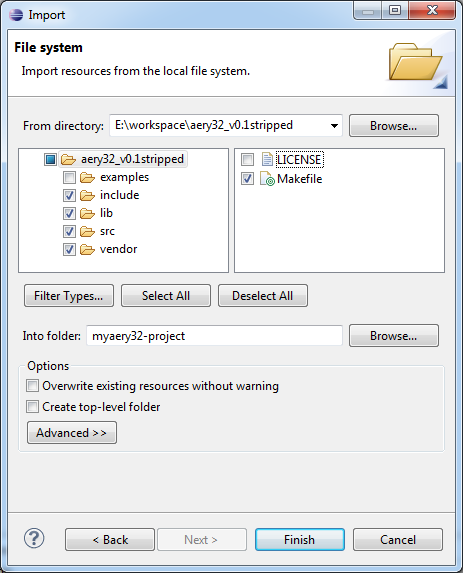 Import
File system
Import resources from the local file system.
From directory: E:\workspace\aery32_v0.1stripped Browse...
aery32_v0.1stripped
examples
include
lib
src
vendor
LICENSE
Makefile
Filter Types... Select All Deselect All
Into folder: myaery32-project Browse...
Options
Overwrite existing resources without warning
Create top-level folder
Advanced >>
? < Back Next > Finish Cancel